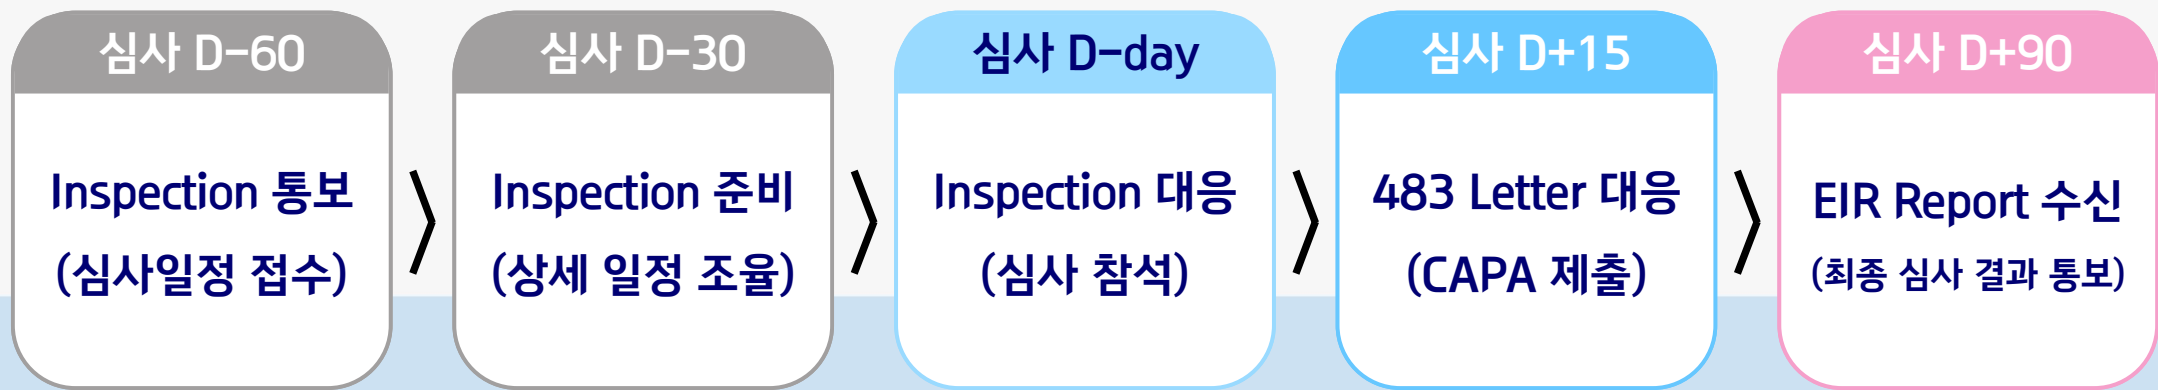 심사 D-60
Inspection 통보
(심사일정 접수)
심사 D-30
Inspection 준비
(상세 일정 조율)
심사 D-day
Inspection 대응
(심사 참석)
심사 D+15
483 Letter 대응
(CAPA 제출)
심사 D+90
EIR Report 수신
(최종 심사 결과 통보)